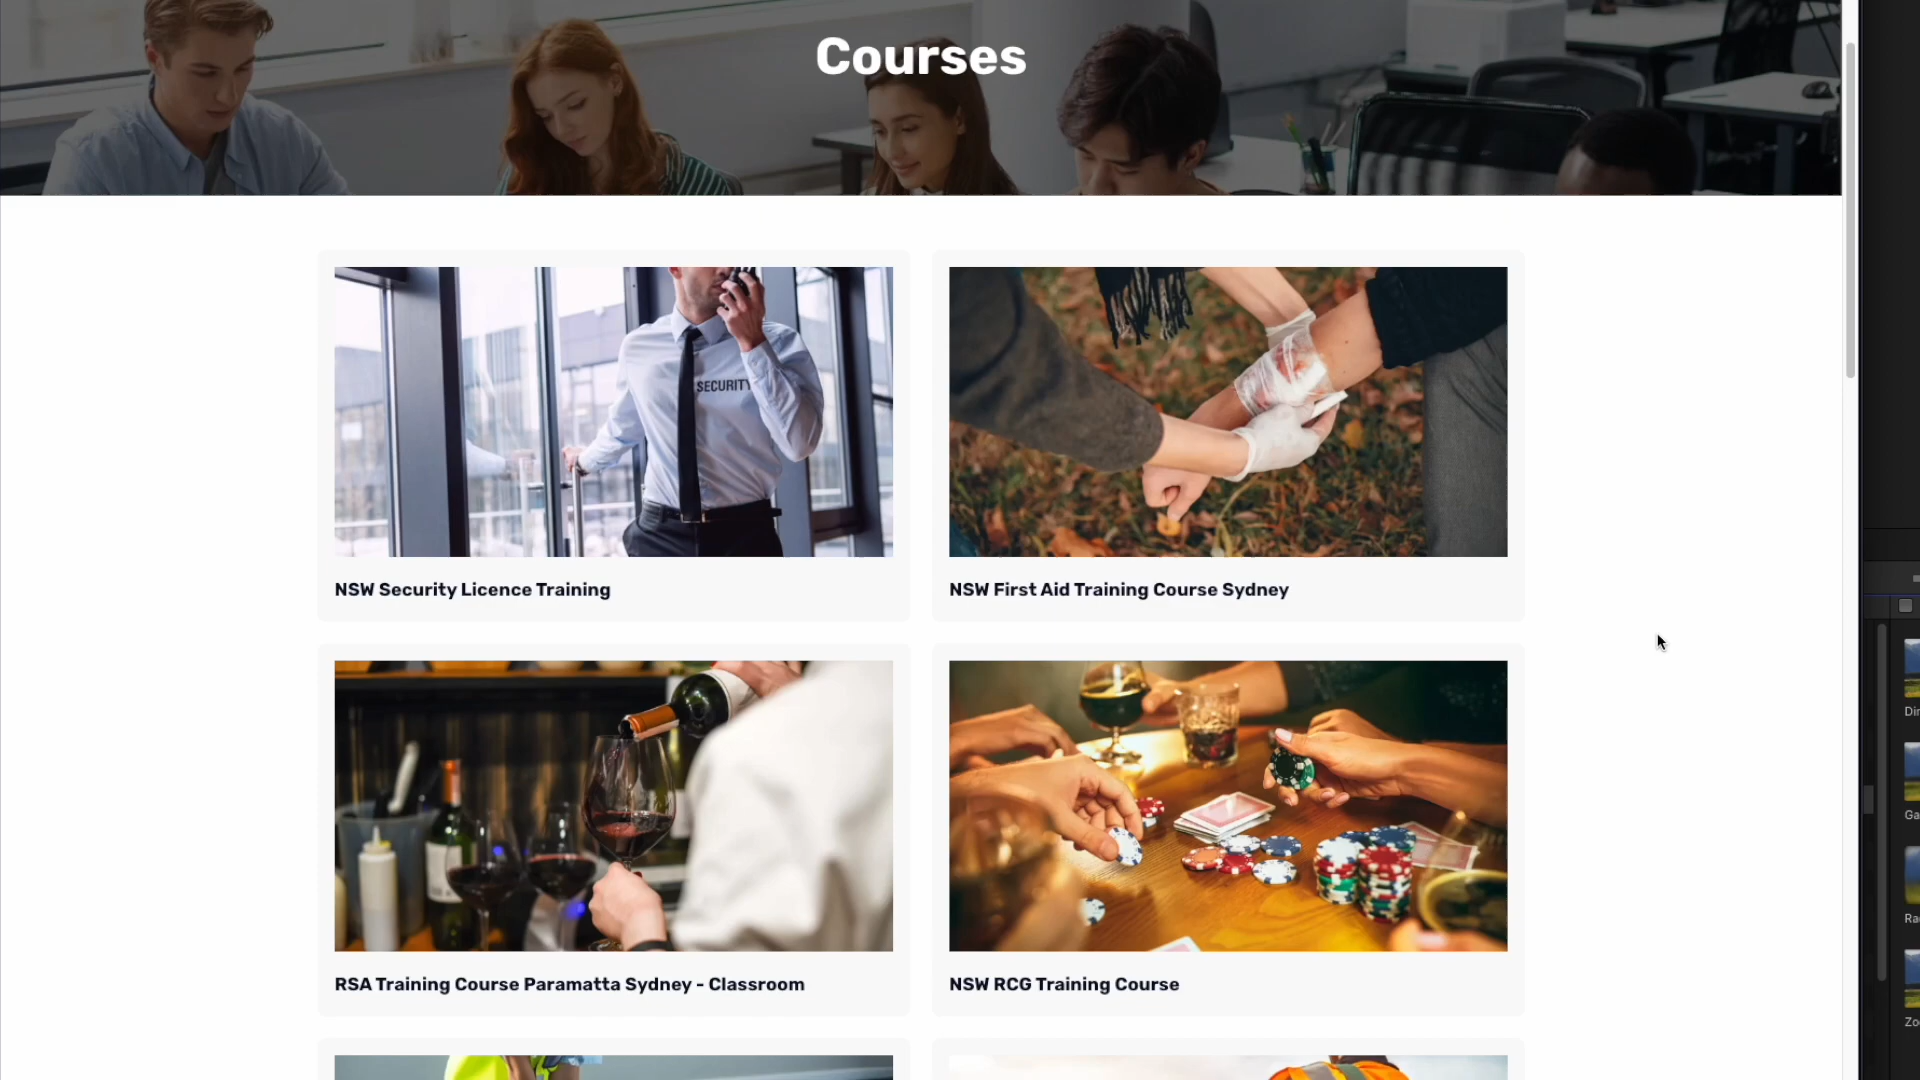 Courses
SECURITY
NSW Security Licence Training
NSW First Aid Training Course Sydney
RSA Training Course Paramatta Sydney - Classroom
NSW RCG Training Course